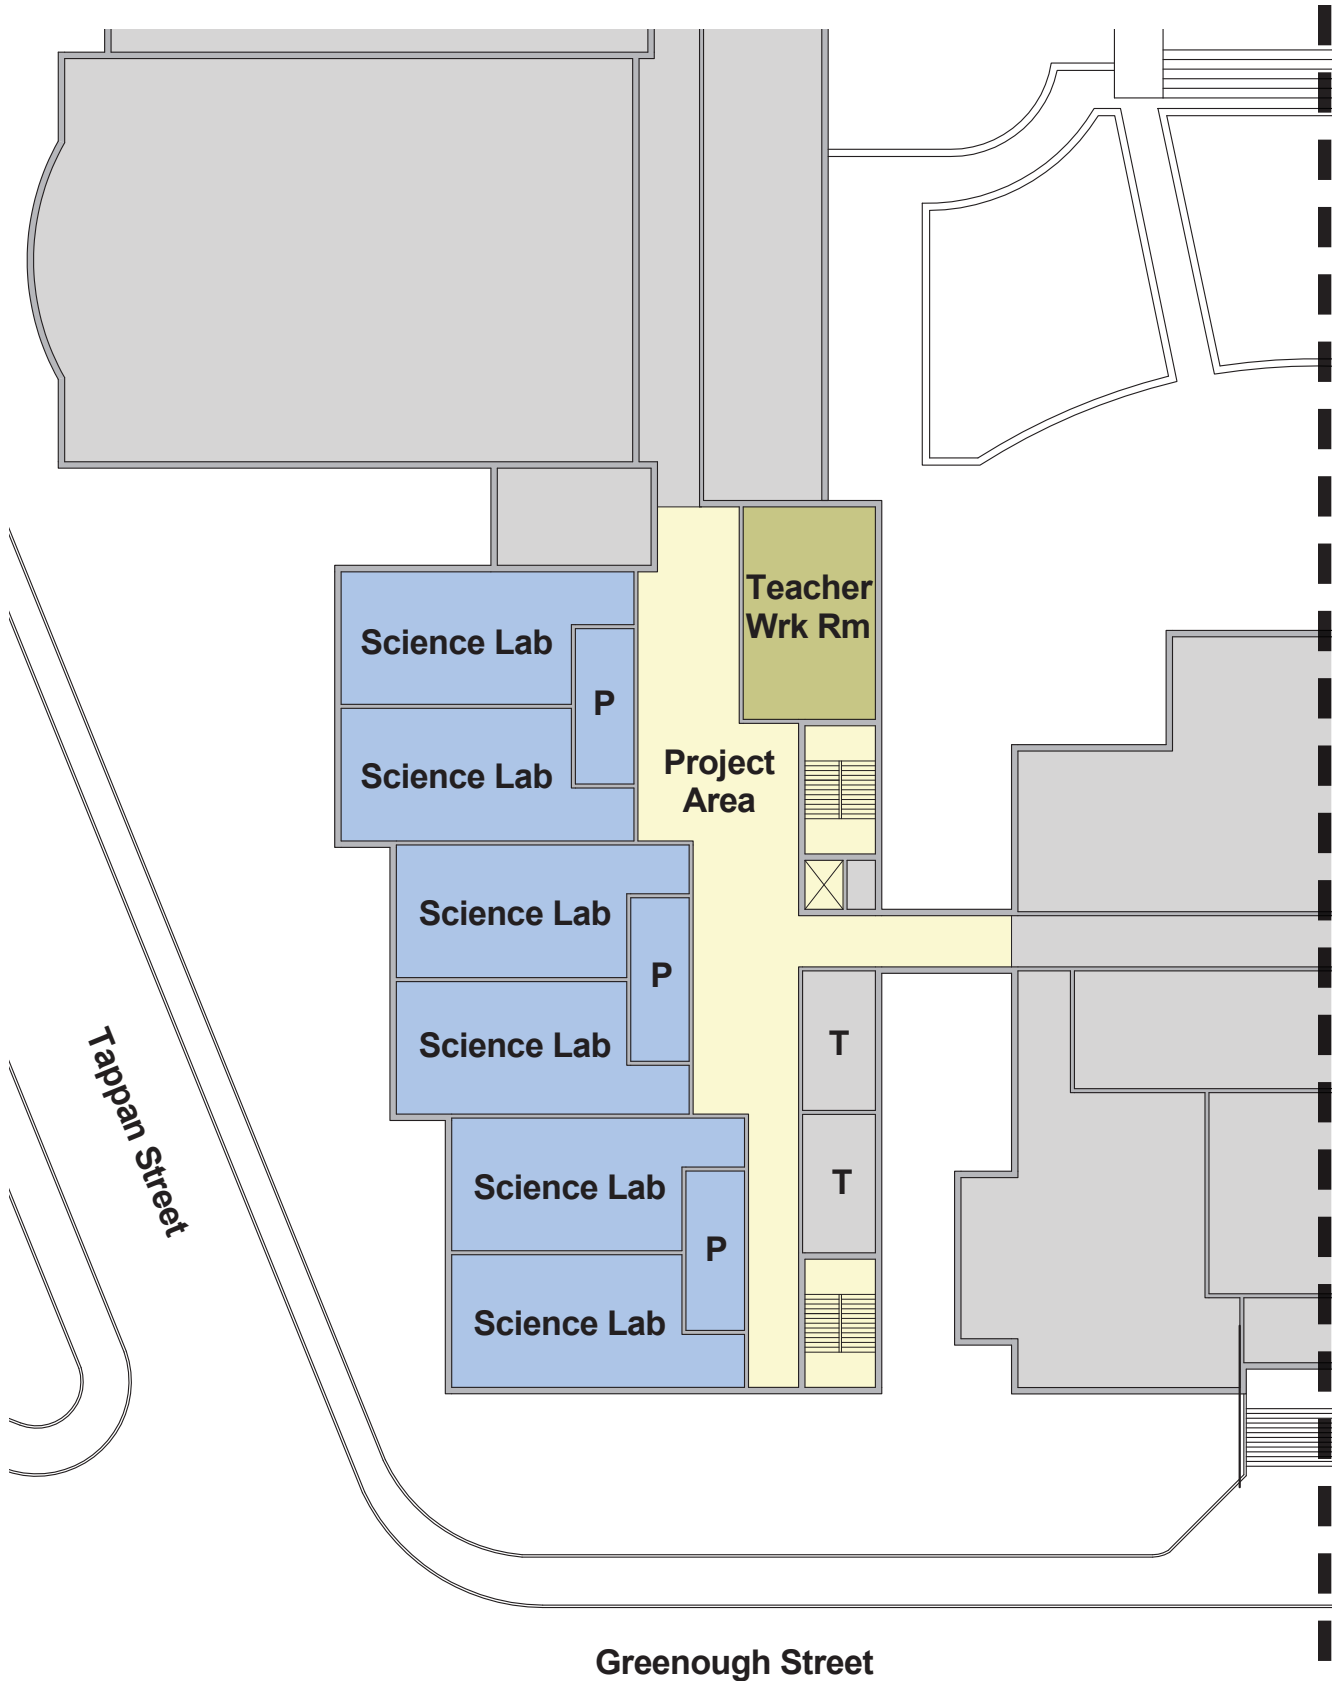 Teacher
Wrk Rm
Science Lab
P
Science Lab
Project
Area
Science Lab
P
Science Lab
T
Tappan Street
Science Lab
T
P
Science Lab
Greenough Street